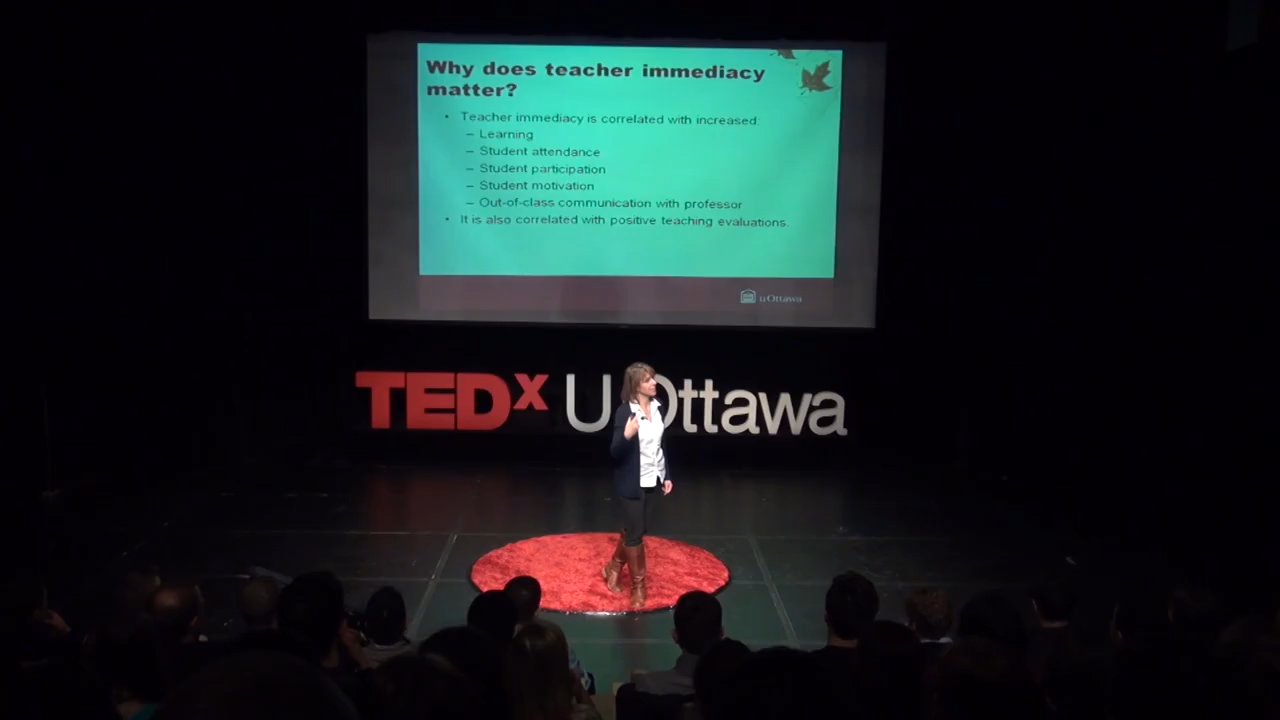 Why does teacher immediacy
matter?
• Teacher immediacy is correlated with increased:
– Learning
– Student attendance
– Student participation
– Student motivation
– Out-of-class communication with professor
• It is also correlated with positive teaching evaluations.
uOttawa
TEDx U Ottawa